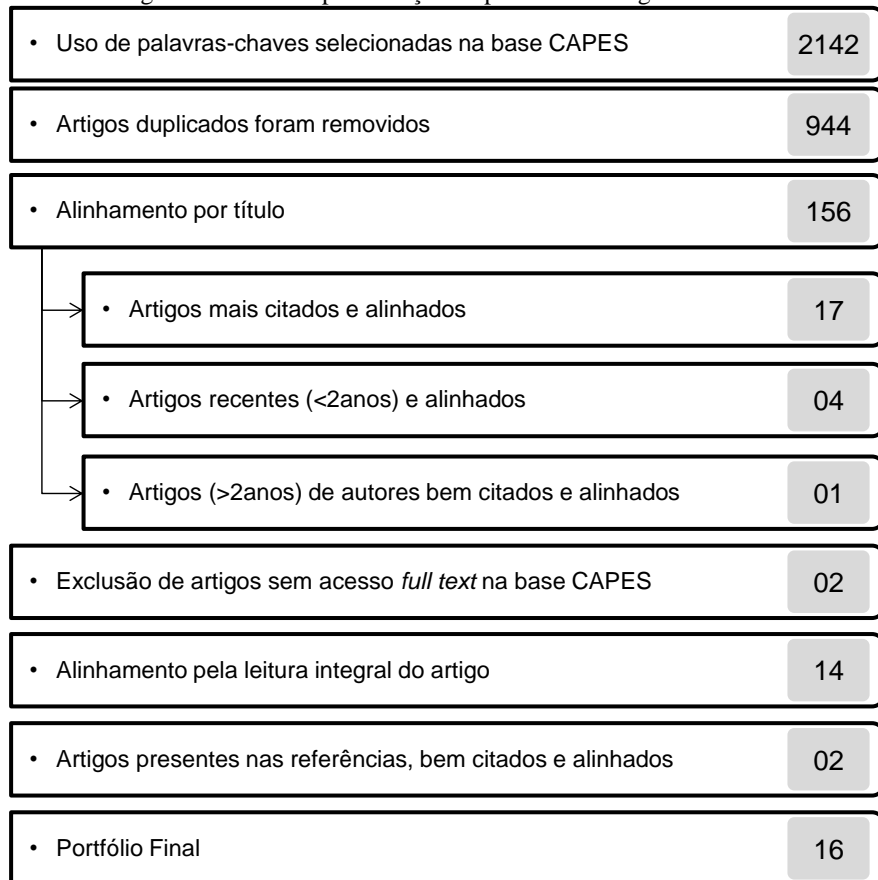 • Uso de palavras-chaves selecionadas na base CAPES 2142
• Artigos duplicados foram removidos 944
• Alinhamento por título 156
• Artigos mais citados e alinhados 17
• Artigos recentes (<2anos) e alinhados 04
• Artigos (>2anos) de autores bem citados e alinhados 01
• Exclusão de artigos sem acesso full text na base CAPES 02
• Alinhamento pela leitura integral do artigo 14
• Artigos presentes nas referências, bem citados e alinhados 02
• Portfólio Final 16